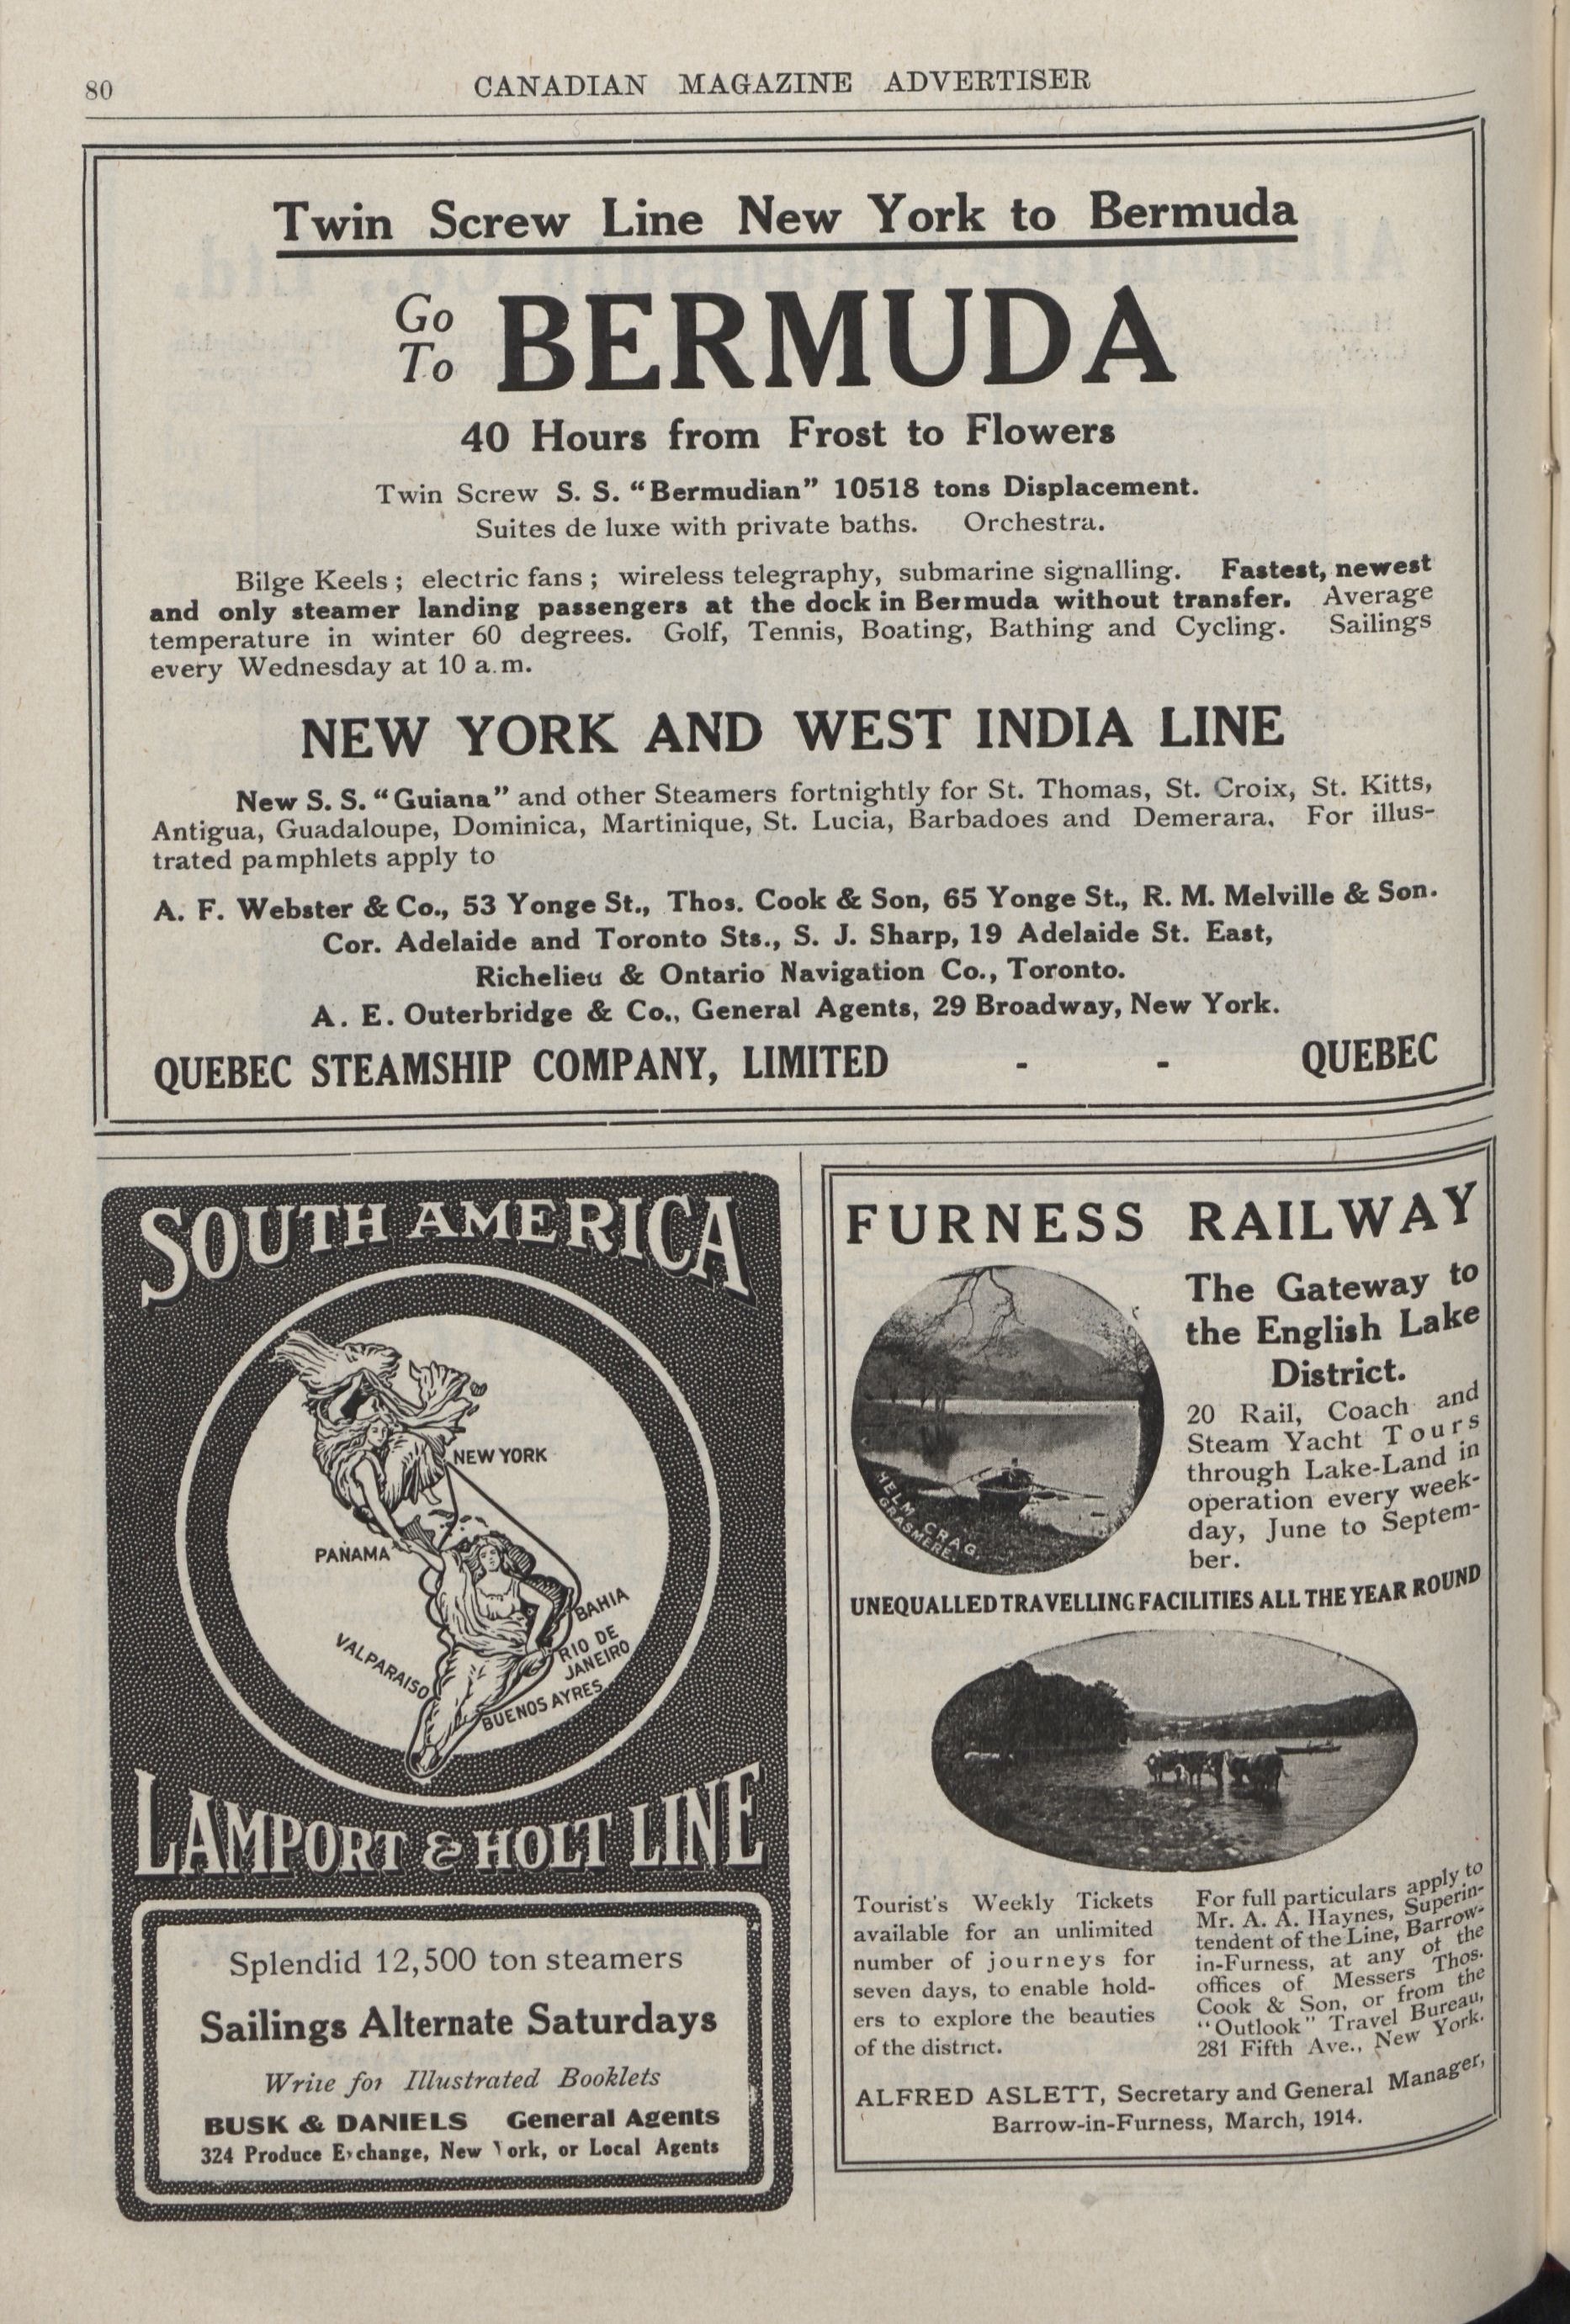 80
CANADIAN MAGAZINE ADVERTISER
Twin Screw Line New York to Bermuda
Go
To
BERMUDA
40 Hours from Frost to Flowers
Twin Screw S. S. “Bermudian” 10518 tons Displacement.
Suites de luxe with private baths. Orchestra.
Bilge Keels; electric fans; wireless telegraphy, submarine signalling. Fastest, newest
and only steamer landing passengers at the dock in Bermuda without transfer. Average
temperature in winter 60 degrees. Golf, Tennis, Boating, Bathing and Cycling. Sailings
every Wednesday at 10 a.m.
NEW YORK AND WEST INDIA LINE
New S. S. “Guiana” and other Steamers fortnightly for St. Thomas, St. Croix, St. Kitts,
Antigua, Guadaloupe, Dominica, Martinique, St. Lucia, Barbadoes and Demerara. For illus-
trated pamphlets apply to
A. F. Webster & Co., 53 Yonge St., Thos. Cook & Son, 65 Yonge St., R. M. Melville & Son.
Cor. Adelaide and Toronto Sts., S. J. Sharp, 19 Adelaide St. East,
Richelieu & Ontario Navigation Co., Toronto.
A. E. Outerbridge & Co., General Agents, 29 Broadway, New York.
QUEBEC STEAMSHIP COMPANY, LIMITED - - QUEBEC
SOUTH AMERICA
NEW YORK
PANAMA
BAHIA
RIO DE
JANEIRO
VALPARAISO
BUENOS AYRES
LAMPORT & HOLT LINE
Splendid 12,500 ton steamers
Sailings Alternate Saturdays
Write for Illustrated Booklets
BUSK & DANIELS General Agents
324 Produce Exchange, New York, or Local Agents
FURNESS RAILWAY
The Gateway to
the English Lake
District.
20 Rail, Coach and
Steam Yacht Tours
through Lake-Land in
operation every week-
day, June to Septem-
ber.
HELM CRAG
GRASMERE.
UNEQUALLED TRAVELLING FACILITIES ALL THE YEAR ROUND
Tourist's Weekly Tickets
available for an unlimited
number of journeys for
seven days, to enable hold-
ers to explore the beauties
of the district.
For full particulars apply to
Mr. A. A. Haynes, Superin-
tendent of the Line, Barrow-
in-Furness, at any of the
offices of Messers Thos.
Cook & Son, or from the
“Outlook” Travel Bureau,
281 Fifth Ave., New York.
ALFRED ASLETT, Secretary and General Manager,
Barrow-in-Furness, March, 1914.